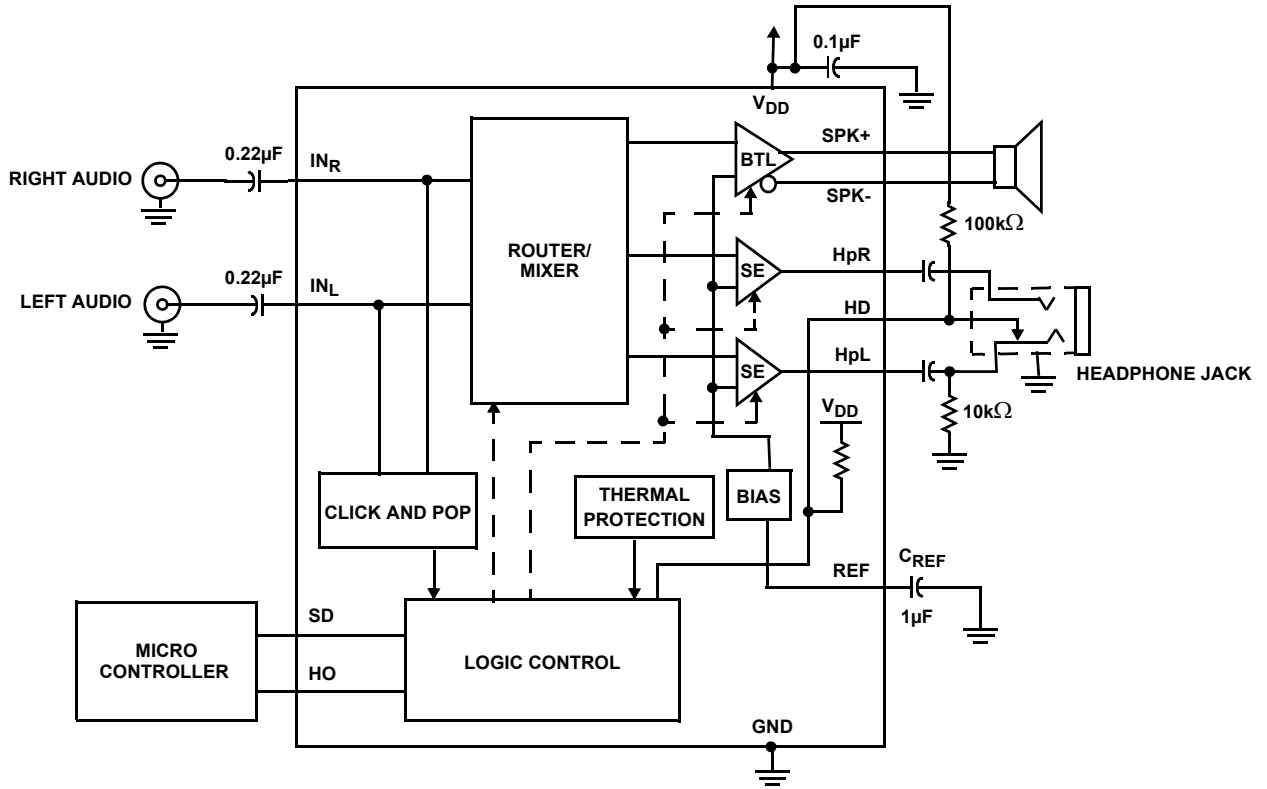 0.1µF
VDD
RIGHT AUDIO
0.22µF
INR
BTL
SPK+
SPK-
100kΩ
ROUTER/
MIXER
LEFT AUDIO
0.22µF
INL
SE
HpR
HD
SE
HpL
HEADPHONE JACK
VDD
10kΩ
CLICK AND POP
THERMAL
PROTECTION
BIAS
REF
CREF
1µF
MICRO
CONTROLLER
SD
HO
LOGIC CONTROL
GND